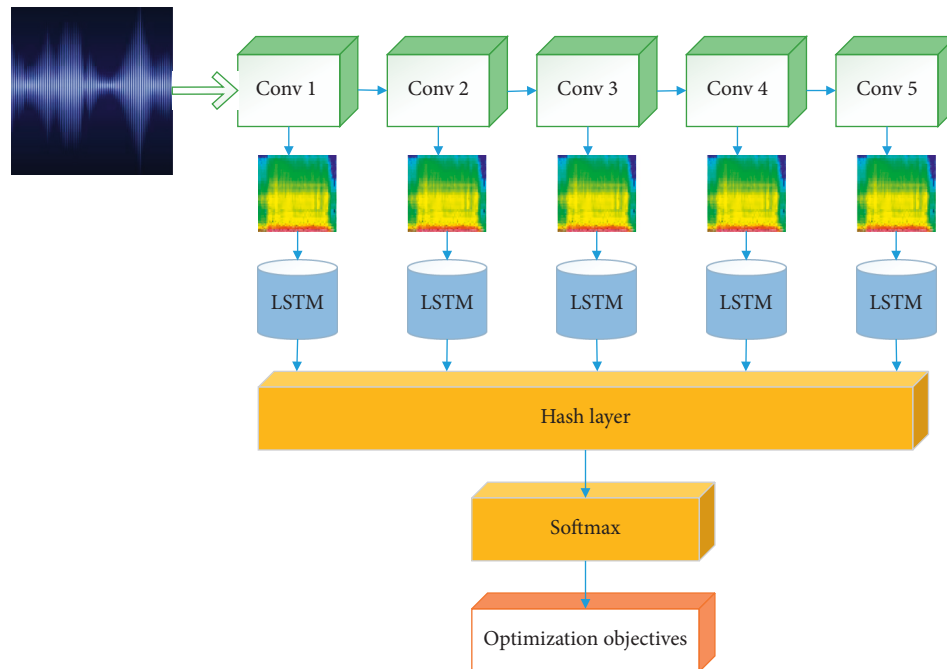 Conv 1
Conv 2
Conv 3
Conv 4
Conv 5
LSTM
LSTM
LSTM
LSTM
LSTM
Hash layer
Softmax
Optimization objectives